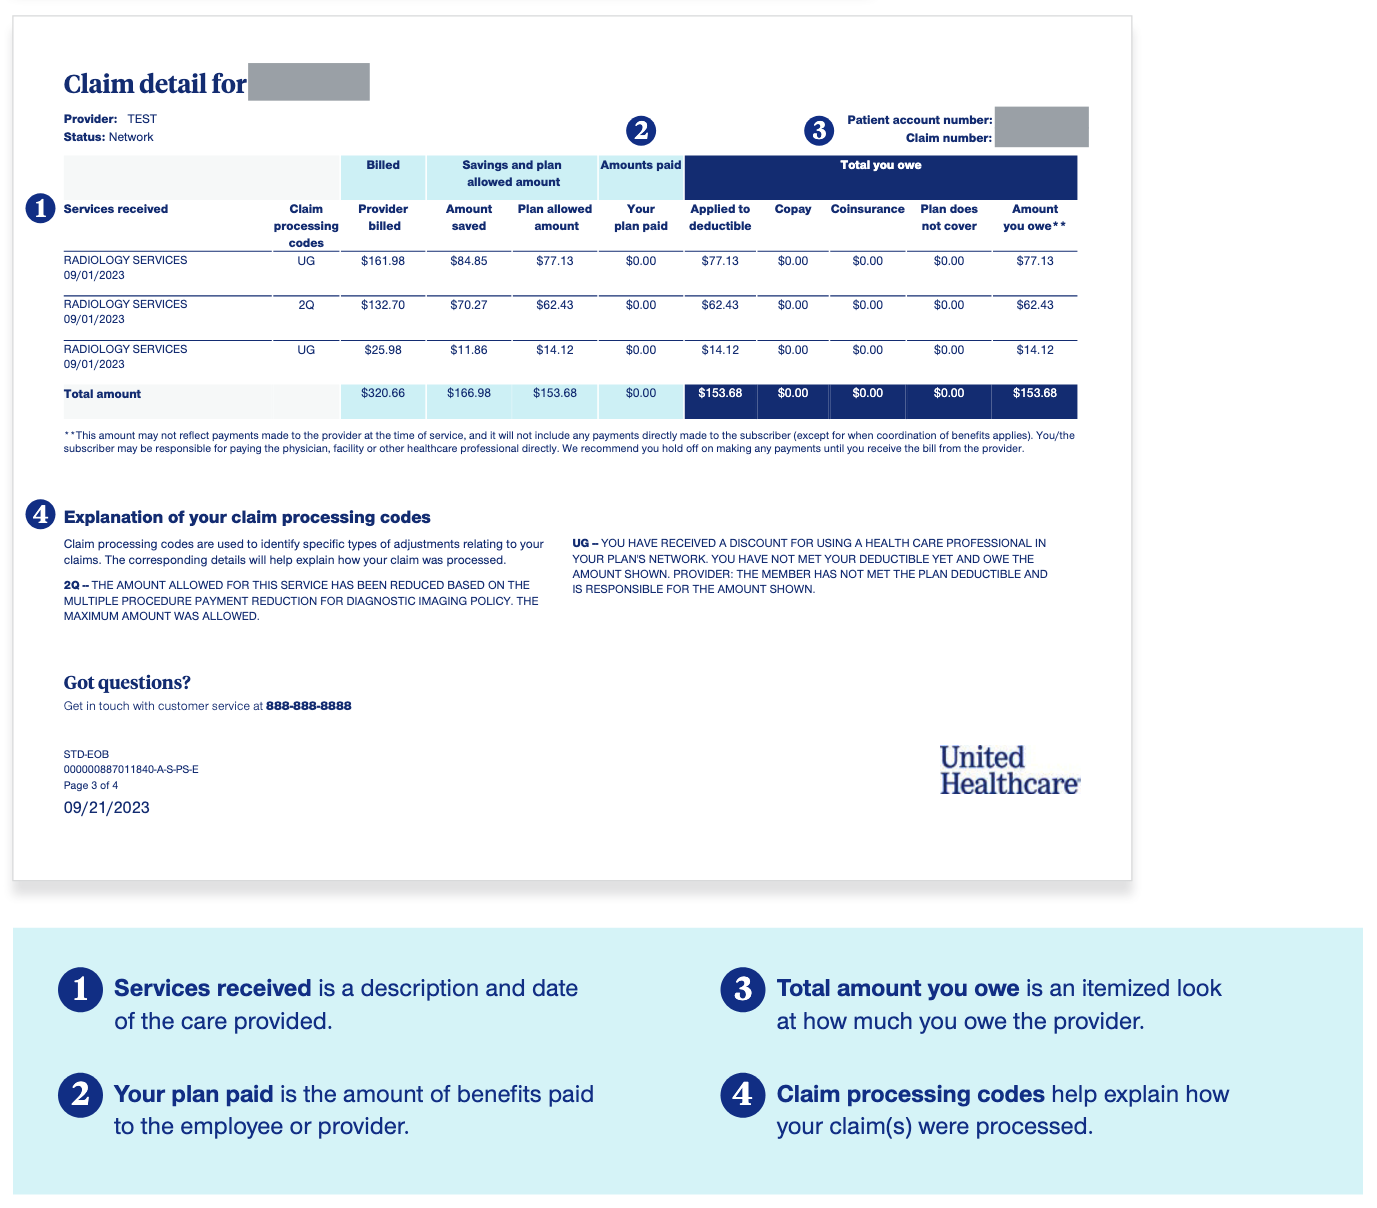 Claim detail for
Provider: TEST
Status: Network
2
3
Patient account number:
Claim number:
Billed
Savings and plan
allowed amount
Amounts paid
Total you owe
1
Services received
Claim
processing
codes
Provider
billed
Amount
saved
Plan allowed
amount
Your
plan paid
Applied to
deductible
Copay
Coinsurance
Plan does
not cover
Amount
you owe**
RADIOLOGY SERVICES UG $161.98 $84.85 $77.13 $0.00 $77.13 $0.00 $0.00 $0.00 $77.13
09/01/2023
RADIOLOGY SERVICES 2Q $132.70 $70.27 $62.43 $0.00 $62.43 $0.00 $0.00 $0.00 $62.43
09/01/2023
RADIOLOGY SERVICES UG $25.98 $11.86 $14.12 $0.00 $14.12 $0.00 $0.00 $0.00 $14.12
09/01/2023
Total amount $320.66 $166.98 $153.68 $0.00 $153.68 $0.00 $0.00 $0.00 $153.68
**This amount may not reflect payments made to the provider at the time of service, and it will not include any payments directly made to the subscriber (except for when coordination of benefits applies). You/the
subscriber may be responsible for paying the physician, facility or other healthcare professional directly. We recommend you hold off on making any payments until you receive the bill from the provider.
4
Explanation of your claim processing codes
Claim processing codes are used to identify specific types of adjustments relating to your
claims. The corresponding details will help explain how your claim was processed.
2Q – THE AMOUNT ALLOWED FOR THIS SERVICE HAS BEEN REDUCED BASED ON THE
MULTIPLE PROCEDURE PAYMENT REDUCTION FOR DIAGNOSTIC IMAGING POLICY. THE
MAXIMUM AMOUNT WAS ALLOWED.
UG – YOU HAVE RECEIVED A DISCOUNT FOR USING A HEALTH CARE PROFESSIONAL IN
YOUR PLAN'S NETWORK. YOU HAVE NOT MET YOUR DEDUCTIBLE YET AND OWE THE
AMOUNT SHOWN. PROVIDER: THE MEMBER HAS NOT MET THE PLAN DEDUCTIBLE AND
IS RESPONSIBLE FOR THE AMOUNT SHOWN.
Got questions?
Get in touch with customer service at 888-888-8888
STD-EOB
000000887011840-A-S-PS-E
Page 3 of 4
09/21/2023
United
Healthcare
1 Services received is a description and date
of the care provided.
2 Your plan paid is the amount of benefits paid
to the employee or provider.
3 Total amount you owe is an itemized look
at how much you owe the provider.
4 Claim processing codes help explain how
your claim(s) were processed.